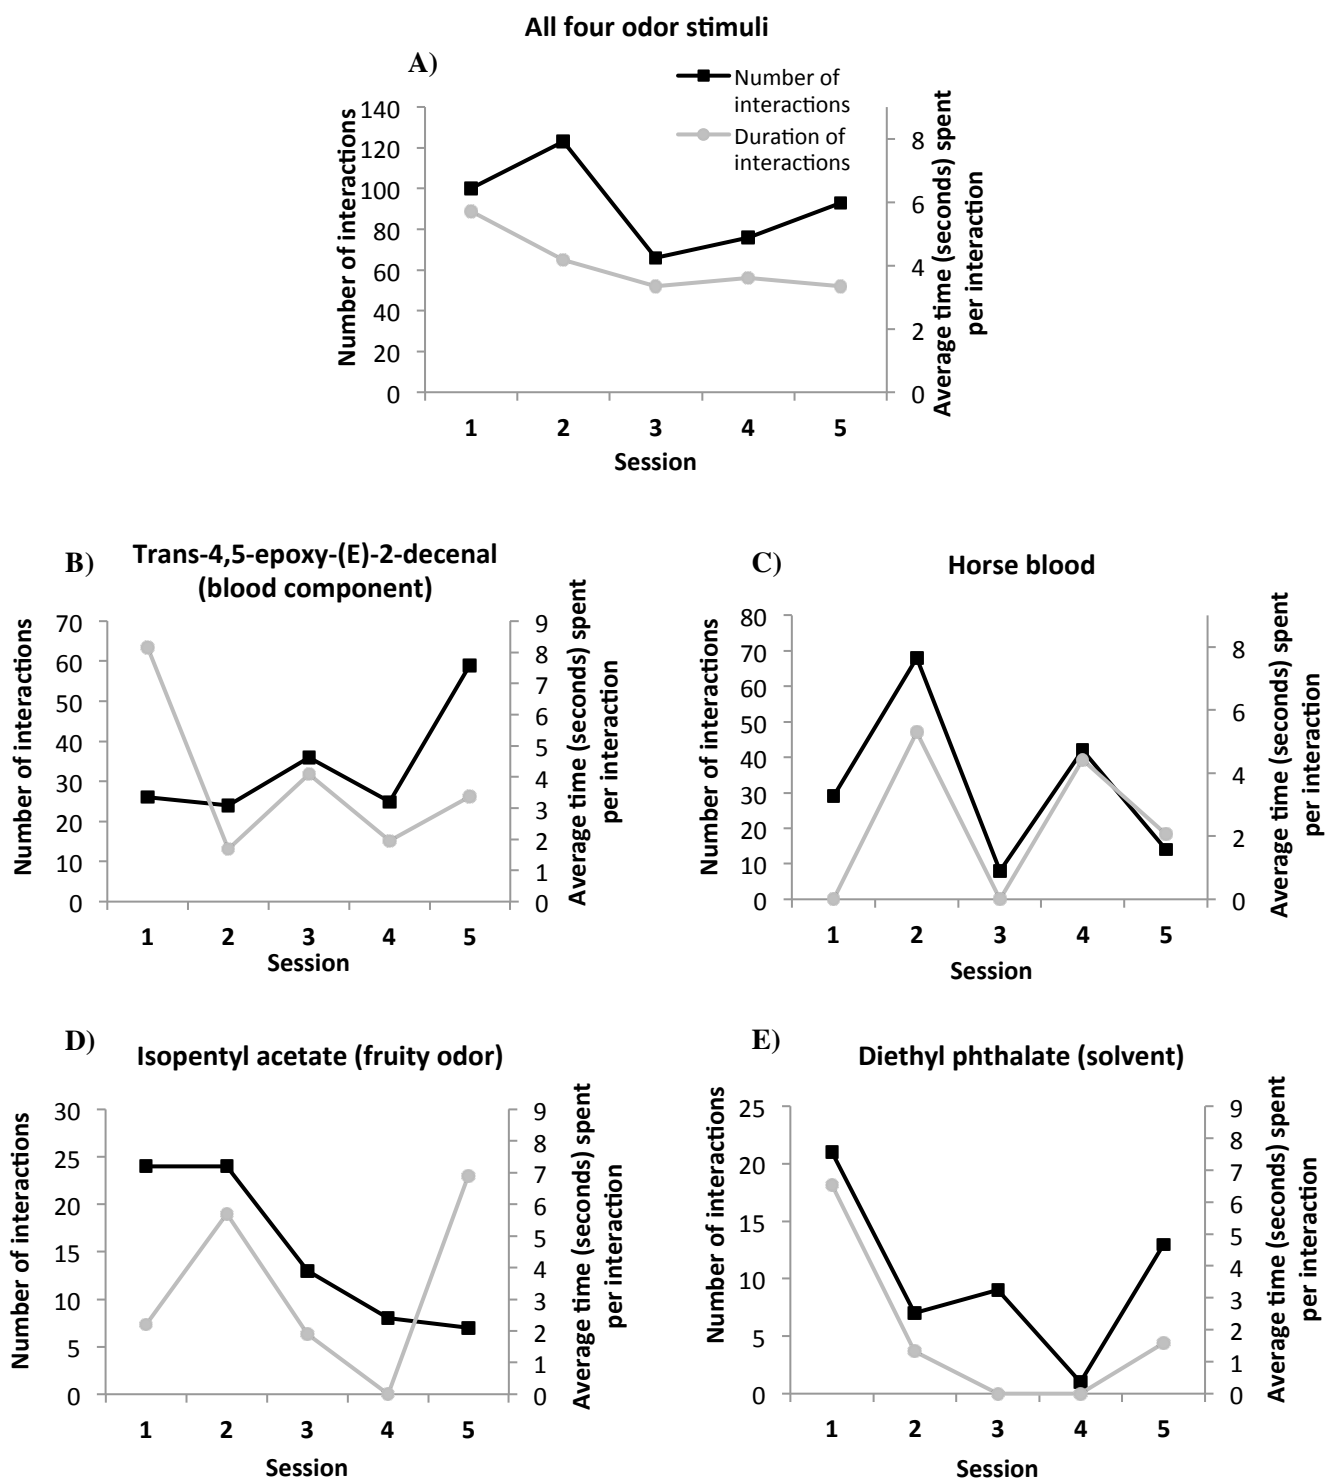 All four odor stimuli
A)
Number of
interactions
Duration of
interactions
Number of interactions
140
120
100
80
60
40
20
0
8
6
4
2
0
Average time (seconds) spent
per interaction
1 2 3 4 5
Session
B)
Trans-4,5-epoxy-(E)-2-decenal
(blood component)
Number of interactions
70
60
50
40
30
20
10
0
9
8
7
6
5
4
3
2
1
0
Average time (seconds) spent
per interaction
1 2 3 4 5
Session
C)
Horse blood
Number of interactions
80
70
60
50
40
30
20
10
0
8
6
4
2
0
Average time (seconds) spent
per interaction
1 2 3 4 5
Session
D)
Isopentyl acetate (fruity odor)
Number of interactions
30
25
20
15
10
5
0
9
8
7
6
5
4
3
2
1
0
Average time (seconds) spent
per interaction
1 2 3 4 5
Session
E)
Diethyl phthalate (solvent)
Number of interactions
25
20
15
10
5
0
9
8
7
6
5
4
3
2
1
0
Average time (seconds) spent
per interaction
1 2 3 4 5
Session